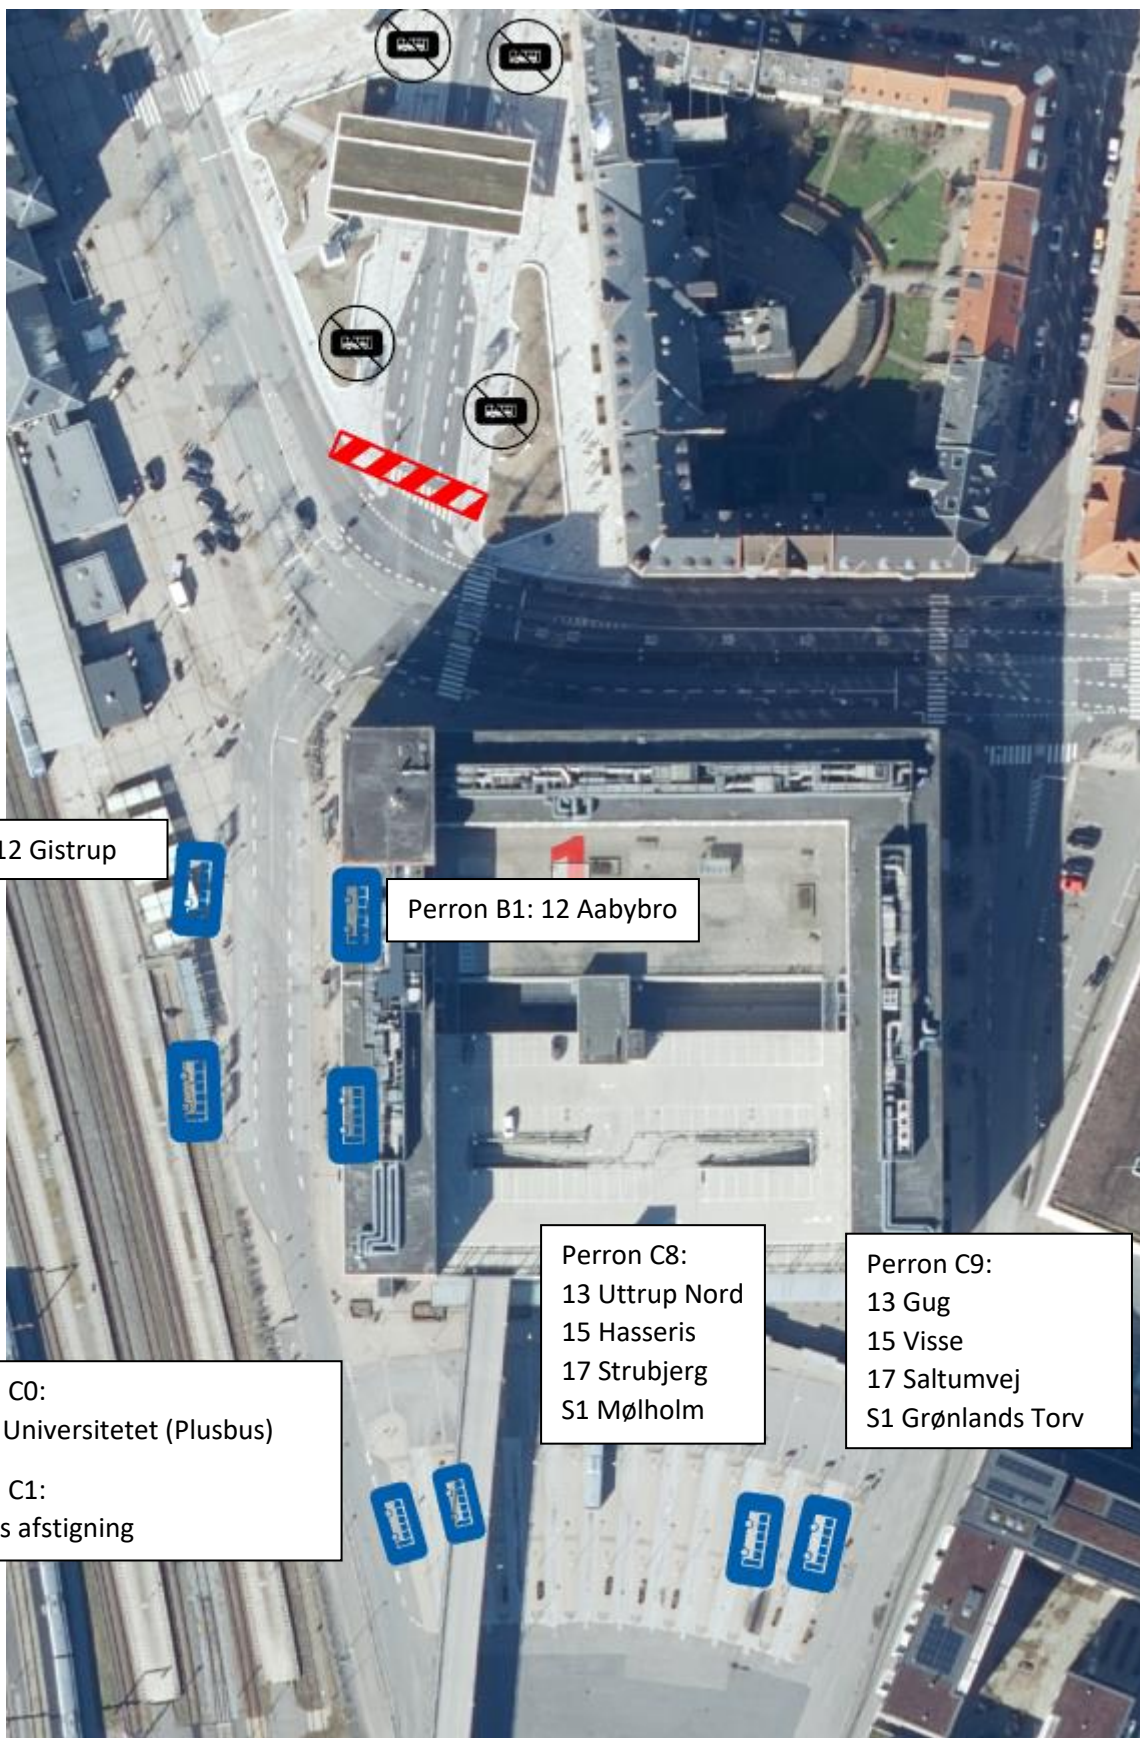 12 Gistrup
Perron B1: 12 Aabybro
Perron C8:
13 Uttrup Nord
15 Hasseris
17 Strubjerg
S1 Mølholm
Perron C9:
13 Gug
15 Visse
17 Saltumvej
S1 Grønlands Torv
C0:
Universitetet (Plusbus)
C1:
s afstigning